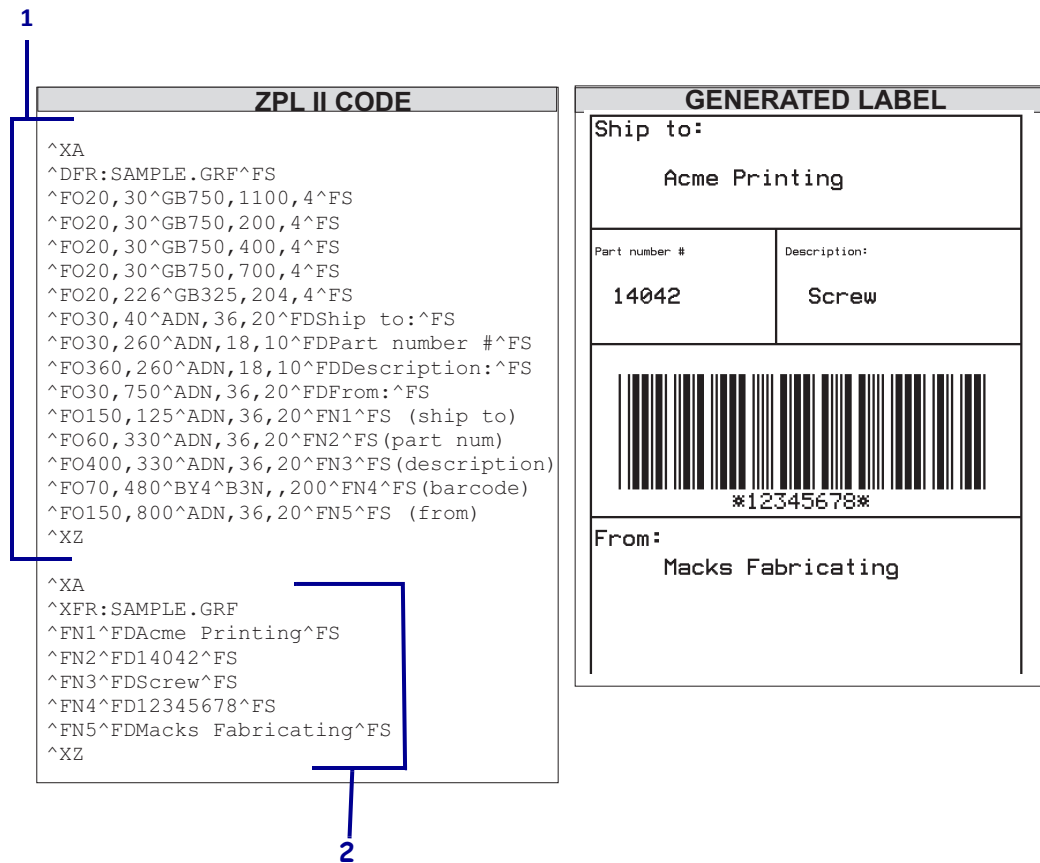 1
ZPL II CODE
^XA
^DFR:SAMPLE.GRF^FS
^FO20,30^GB750,1100,4^FS
^FO20,30^GB750,200,4^FS
^FO20,30^GB750,400,4^FS
^FO20,30^GB750,700,4^FS
^FO20,226^GB325,204,4^FS
^FO30,40^ADN,36,20^FDShip to:^FS
^FO30,260^ADN,18,10^FDPart number #^FS
^FO360,260^ADN,18,10^FDDescription:^FS
^FO30,750^ADN,36,20^FDFrom:^FS
^FO150,125^ADN,36,20^FN1^FS (ship to)
^FO60,330^ADN,36,20^FN2^FS(part num)
^FO400,330^ADN,36,20^FN3^FS(description)
^FO70,480^BY4^B3N,,200^FN4^FS(barcode)
^FO150,800^ADN,36,20^FN5^FS (from)
^XZ
^XA
^XFR:SAMPLE.GRF
^FN1^FDAcme Printing^FS
^FN2^FD14042^FS
^FN3^FDScrew^FS
^FN4^FD12345678^FS
^FN5^FDMacks Fabricating^FS
^XZ
2
GENERATED LABEL
Ship to:
Acme Printing
Part number #
14042
Description:
Screw
*12345678*
From:
Macks Fabricating